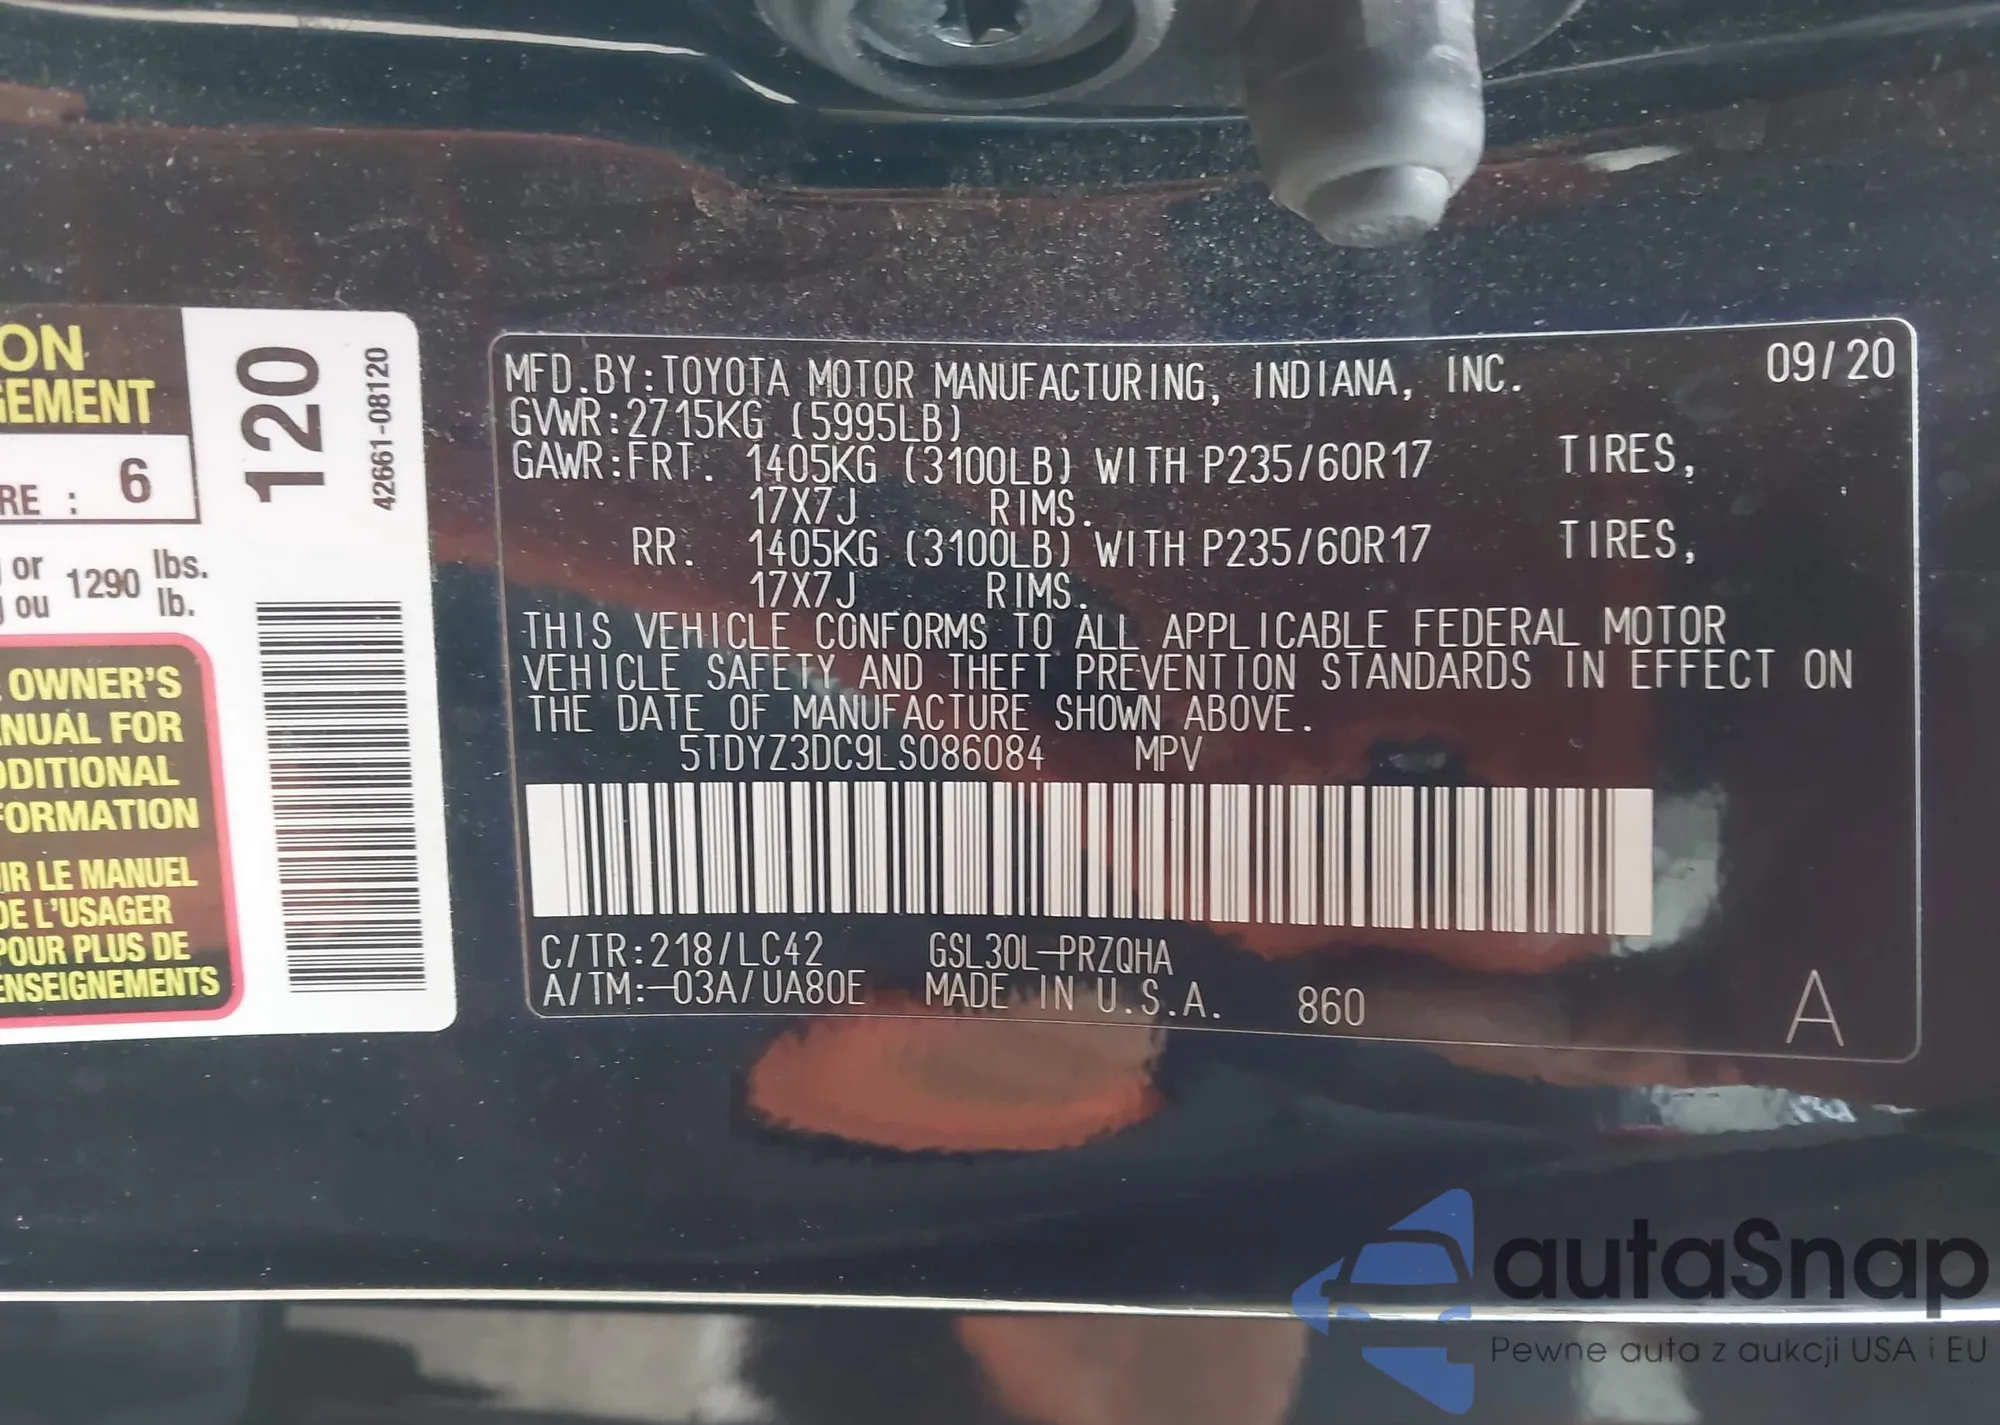 ON
GEMENT
RE : 6
or
ou
1290
lbs.
lb.
OWNER'S
NUAL FOR
DITIONAL
FORMATION
IR LE MANUEL
DE L'USAGER
POUR PLUS DE
ENSEIGNEMENTS
120
42661-08120
MFD.BY:TOYOTA MOTOR MANUFACTURING, INDIANA, INC. 09/20
GVWR:2715KG (5995LB)
GAWR:FRT. 1405KG (3100LB) WITH P235/60R17 TIRES,
17X7J RIMS.
RR. 1405KG (3100LB) WITH P235/60R17 TIRES,
17X7J RIMS.
THIS VEHICLE CONFORMS TO ALL APPLICABLE FEDERAL MOTOR
VEHICLE SAFETY AND THEFT PREVENTION STANDARDS IN EFFECT ON
THE DATE OF MANUFACTURE SHOWN ABOVE.
5TDYZ3DC9LS086084 MPV
C/TR:218/LC42 GSL30L-PRZQHA
A/TM:-03A/UA80E MADE IN U.S.A. 860 A
autaSnap
Pewne auta z aukcji USA i EU